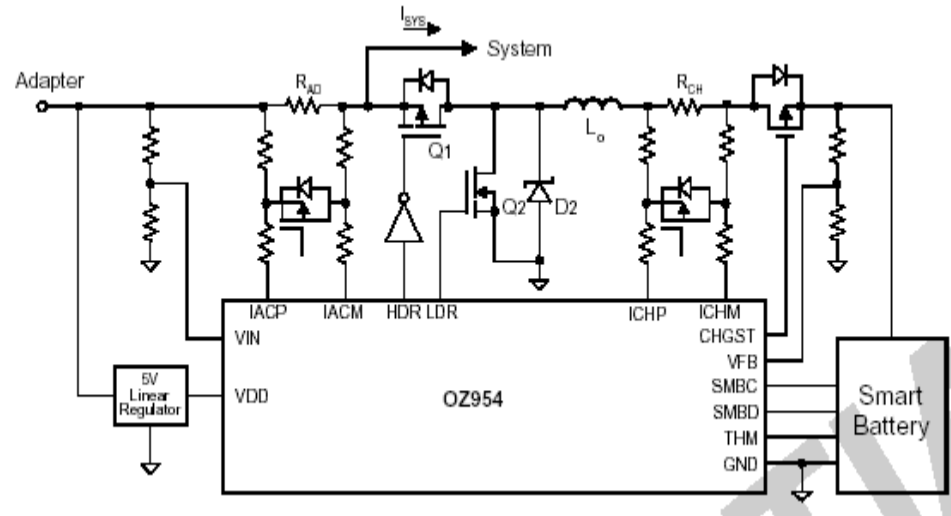 I_SYS
System
Adapter
R_AD
R_CH
Q1
L_o
Q2
D2
IACP
IACM
HDR LDR
ICHP
ICHM
VIN
CHGST
VFB
5V
Linear
Regulator
VDD
OZ954
SMBC
SMBD
THM
GND
Smart
Battery